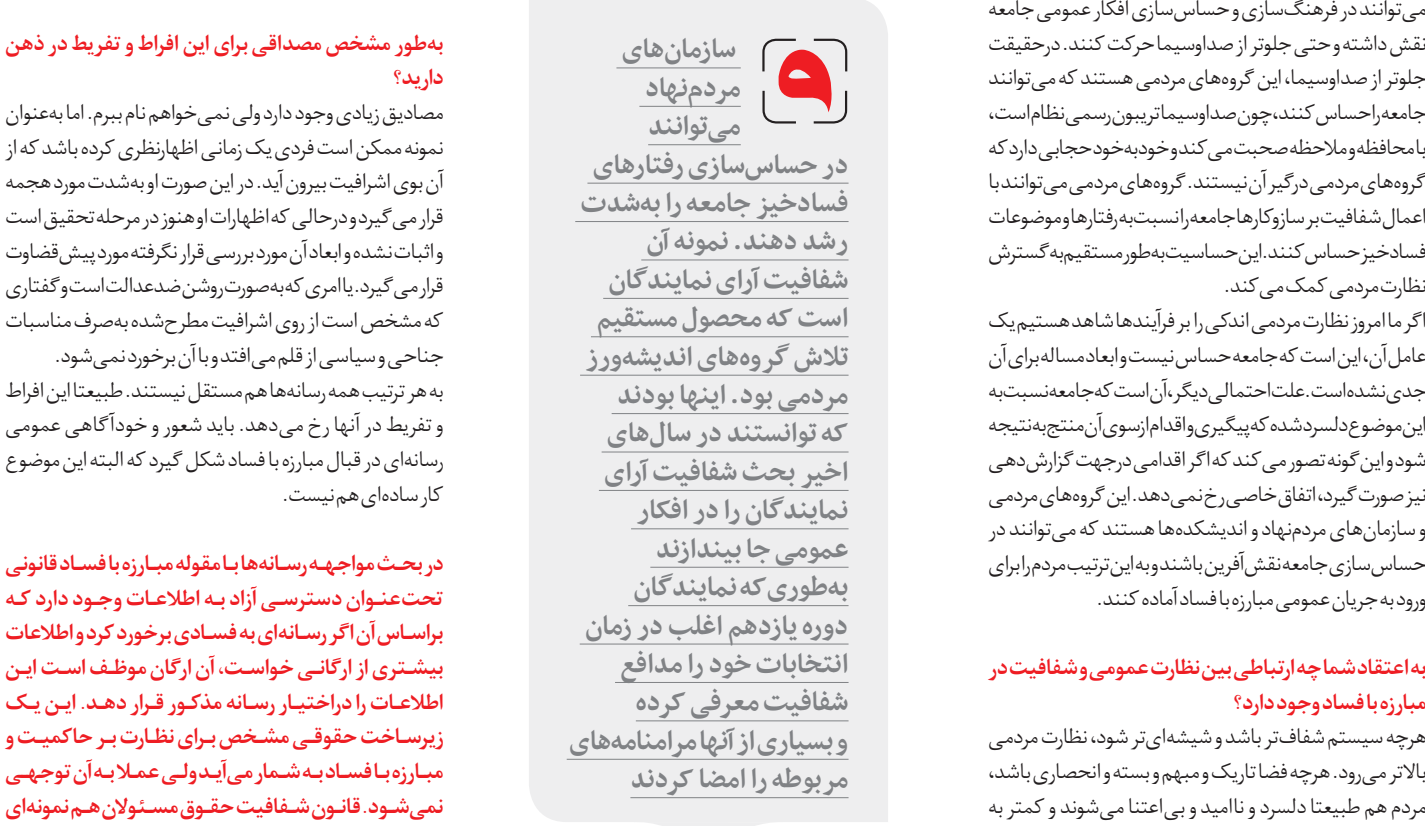 می‌توانند در فرهنگ‌سازی و حساس‌سازی افکار عمومی جامعه
نقش داشته و حتی جلوتر از صداوسیما حرکت کنند. درحقیقت
جلوتر از صداوسیما، این گروه‌های مردمی هستند که می‌توانند
جامعه را حساس کنند، چون صداوسیما تریبون رسمی نظام است،
با محافظه و ملاحظه صحبت می‌کند و خودبه‌خود حجابی دارد که
گروه‌های مردمی درگیر آن نیستند. گروه‌های مردمی می‌توانند با
اعمال شفافیت بر سازوکارها جامعه را نسبت به رفتارها و موضوعات
فسادخیز حساس کنند. این حساسیت به‌طور مستقیم به گسترش
نظارت مردمی کمک می‌کند.
اگر ما امروز نظارت مردمی اندکی را بر فرآیندها شاهد هستیم یک
عامل آن، این است که جامعه حساس نیست و ابعاد مساله برای آن
جدی نشده است. علت احتمالی دیگر، آن است که جامعه نسبت به
این موضوع دلسرد شده که پیگیری و اقدام ازسوی آن منتج به نتیجه
شود و این گونه تصور می‌کند که اگر اقدامی درجهت گزارش‌دهی
نیز صورت گیرد، اتفاق خاصی رخ نمی‌دهد. این گروه‌های مردمی
و سازمان‌های مردم‌نهاد و اندیشکده‌ها هستند که می‌توانند در
حساس‌سازی جامعه نقش‌آفرین باشند و به این ترتیب مردم را برای
ورود به جریان عمومی مبارزه با فساد آماده کنند.
به اعتقاد شما چه ارتباطی بین نظارت عمومی و شفافیت در
مبارزه با فساد وجود دارد؟
هرچه سیستم شفاف‌تر باشد و شیشه‌ای‌تر شود، نظارت مردمی
بالاتر می‌رود. هرچه فضا تاریک و مبهم و بسته و انحصاری باشد،
مردم هم طبیعتا دلسرد و ناامید و بی‌اعتنا می‌شوند و کمتر به
سازمان‌های
مردم‌نهاد
می‌توانند
در حساس‌سازی رفتارهای
فسادخیز جامعه را به‌شدت
رشد دهند. نمونه آن
شفافیت آرای نمایندگان
است که محصول مستقیم
تلاش گروه‌های اندیشه‌ورز
مردمی بود. اینها بودند
که توانستند در سال‌های
اخیر بحث شفافیت آرای
نمایندگان را در افکار
عمومی جا بیندازند
به‌طوری که نمایندگان
دوره یازدهم اغلب در زمان
انتخابات خود را مدافع
شفافیت معرفی کرده
و بسیاری از آنها مرامنامه‌های
مربوطه را امضا کردند
به‌طور مشخص مصداقی برای این افراط و تفریط در ذهن
دارید؟
مصادیق زیادی وجود دارد ولی نمی‌خواهم نام ببرم. اما به‌عنوان
نمونه ممکن است فردی یک زمانی اظهارنظری کرده باشد که از
آن بوی اشرافیت بیرون آید. در این صورت او به‌شدت مورد هجمه
قرار می‌گیرد و درحالی که اظهارات او هنوز در مرحله تحقیق است
و اثبات نشده و ابعاد آن مورد بررسی قرار نگرفته مورد پیش‌قضاوت
قرار می‌گیرد. یا امری که به‌صورت روشن ضدعدالت است و گفتاری
که مشخص است از روی اشرافیت مطرح‌شده به‌صرف مناسبات
جناحی و سیاسی از قلم می‌افتد و با آن برخورد نمی‌شود.
به هر ترتیب همه رسانه‌ها هم مستقل نیستند. طبیعتا این افراط
و تفریط در آنها رخ می‌دهد. باید شعور و خودآگاهی عمومی
رسانه‌ای در قبال مبارزه با فساد شکل گیرد که البته این موضوع
کار ساده‌ای هم نیست.
در بحث مواجهه رسانه‌ها با مقوله مبارزه با فساد قانونی
تحت‌عنوان دسترسی آزاد به اطلاعات وجود دارد که
براساس آن اگر رسانه‌ای به فسادی برخورد کرد و اطلاعات
بیشتری از ارگانی خواست، آن ارگان موظف است این
اطلاعات را دراختیار رسانه مذکور قرار دهد. این یک
زیرساخت حقوقی مشخص برای نظارت بر حاکمیت و
مبارزه با فساد به شمار می‌آید ولی عملا به آن توجهی
نمی‌شود. قانون شفافیت حقوق مسئولان هم نمونه‌ای